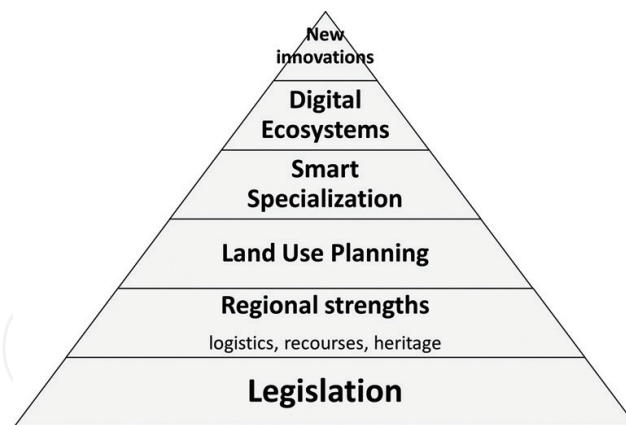 New
innovations
Digital
Ecosystems
Smart
Specialization
Land Use Planning
Regional strengths
logistics, recourses, heritage
Legislation